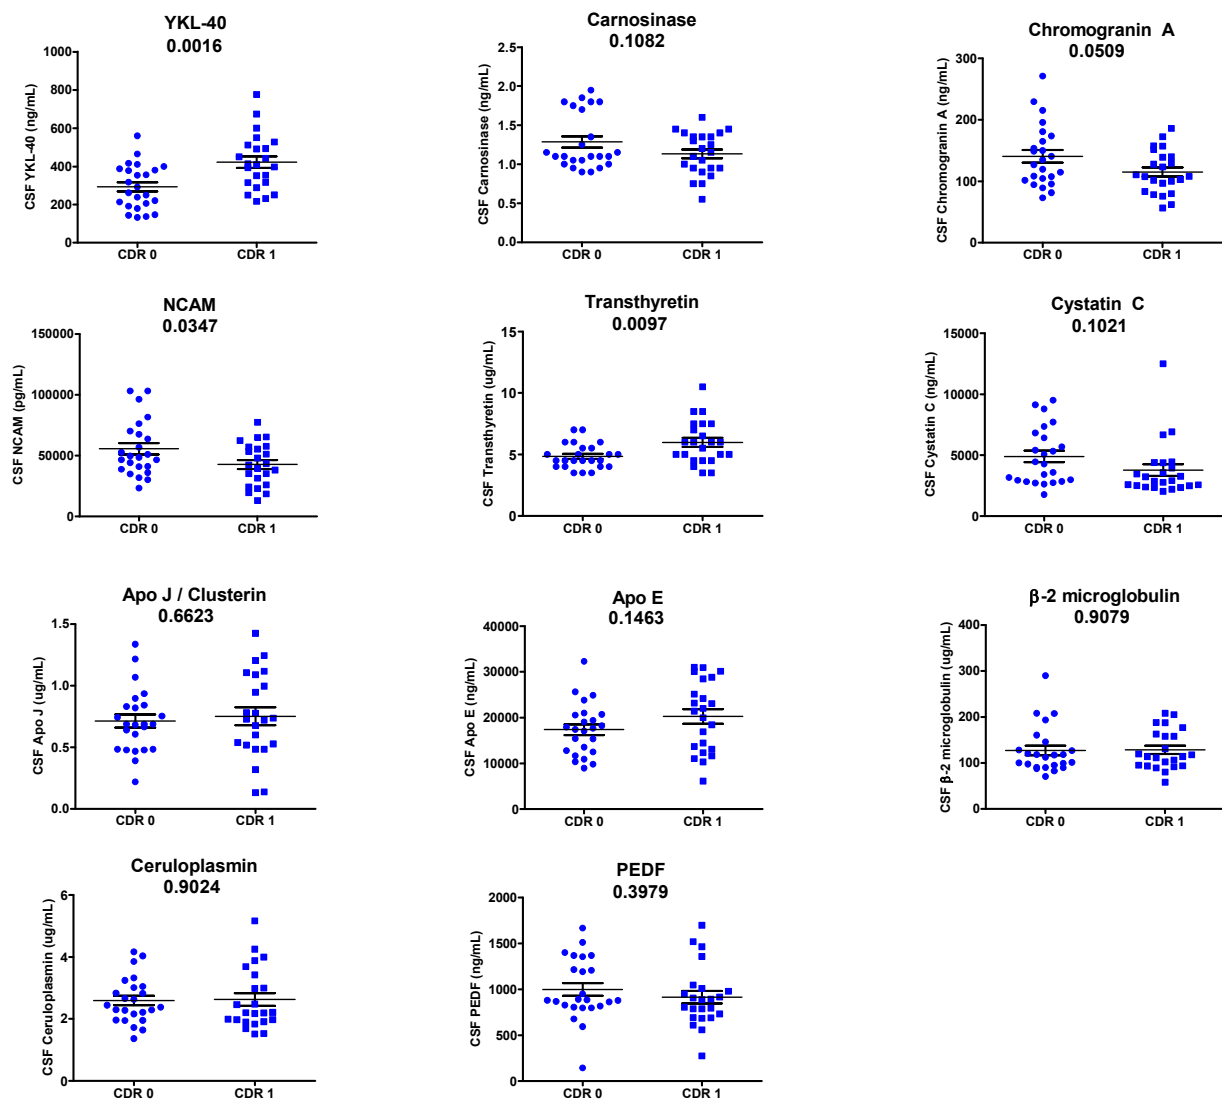 YKL-40
0.0016
1000
800
600
400
200
0
CSF YKL-40 (ng/mL)
CDR 0 CDR 1
Carnosinase
0.1082
2.5
2.0
1.5
1.0
0.5
0.0
CSF Carnosinase (ng/mL)
CDR 0 CDR 1
Chromogranin A
0.0509
300
200
100
0
CSF Chromogranin A (ng/mL)
CDR 0 CDR 1
NCAM
0.0347
150000
100000
50000
0
CSF NCAM (pg/mL)
CDR 0 CDR 1
Transthyretin
0.0097
15
10
5
0
CSF Transthyretin (ug/mL)
CDR 0 CDR 1
Cystatin C
0.1021
15000
10000
5000
0
CSF Cystatin C (ng/mL)
CDR 0 CDR 1
Apo J / Clusterin
0.6623
1.5
1.0
0.5
0.0
CSF Apo J (ug/mL)
CDR 0 CDR 1
Apo E
0.1463
40000
30000
20000
10000
0
CSF Apo E (ng/mL)
CDR 0 CDR 1
β-2 microglobulin
0.9079
400
300
200
100
0
CSF β-2 microglobulin (ug/mL)
CDR 0 CDR 1
Ceruloplasmin
0.9024
6
4
2
0
CSF Ceruloplasmin (ug/mL)
CDR 0 CDR 1
PEDF
0.3979
2000
1500
1000
500
0
CSF PEDF (ng/mL)
CDR 0 CDR 1